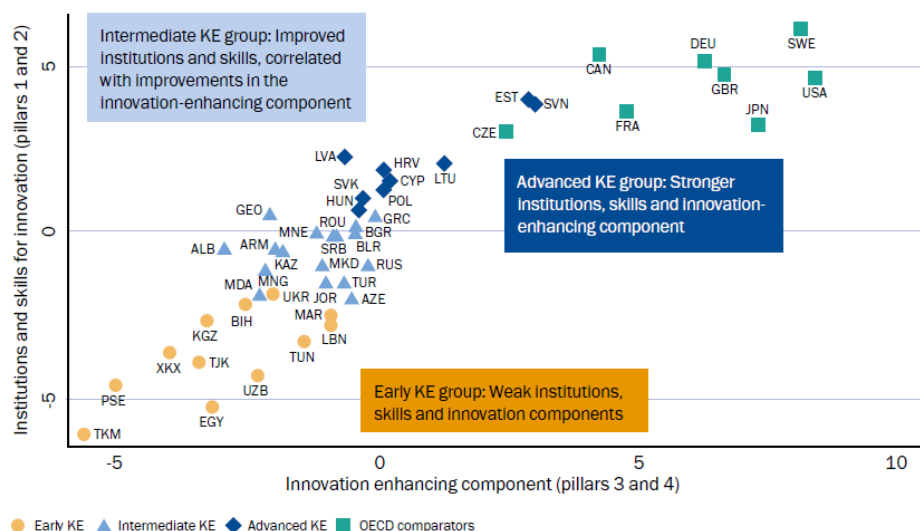 Intermediate KE group: Improved
institutions and skills, correlated
with improvements in the
innovation-enhancing component
Institutions and skills for innovation (pillars 1 and 2)
5
0
-5
DEU
SWE
CAN
GBR
USA
EST
SVN
JPN
CZE
FRA
LVA
HRV
CYP
LTU
SVK
HUN
POL
Advanced KE group: Stronger
institutions, skills and innovation-
enhancing component
GEO
ROU
GRC
MNE
BGR
ALB
ARM
SRB
BLR
KAZ
MKD
RUS
MDA
MNG
TUR
UKR
JOR
AZE
BIH
MAR
KGZ
LBN
TUN
XKX
TJK
UZB
PSE
EGY
TKM
Early KE group: Weak institutions,
skills and innovation components
-5
0
5
10
Innovation enhancing component (pillars 3 and 4)
Early KE
Intermediate KE
Advanced KE
OECD comparators